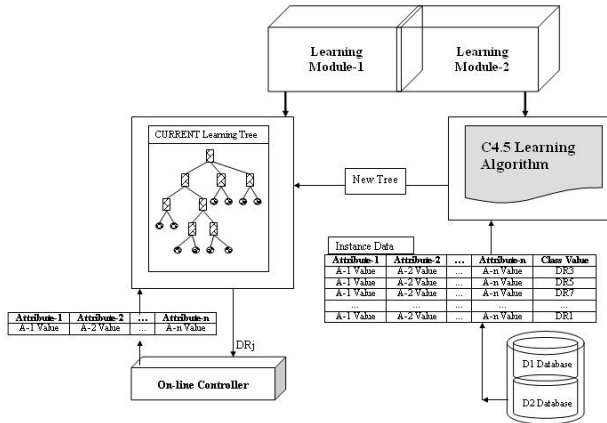 Learning
Module-1
Learning
Module-2
CURRENT Learning Tree
C4.5 Learning
Algorithm
New Tree
Instance Data
Attribute-1 Attribute-2 ... Attribute-n Class Value
A-1 Value A-2 Value ... A-n Value DR3
A-1 Value A-2 Value ... A-n Value DR5
A-1 Value A-2 Value ... A-n Value DR7
... ... ... ... ...
A-1 Value A-2 Value ... A-n Value DR1
Attribute-1 Attribute-2 ... Attribute-n
A-1 Value A-2 Value ... A-n Value
DRj
On-line Controller
D1 Database
D2 Database